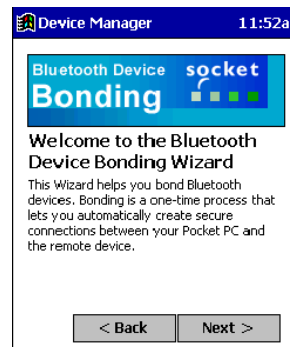 Device Manager 11:52a
Bluetooth Device socket
Bonding
Welcome to the Bluetooth
Device Bonding Wizard
This Wizard helps you bond Bluetooth
devices. Bonding is a one-time process that
lets you automatically create secure
connections between your Pocket PC and
the remote device.
< Back Next >